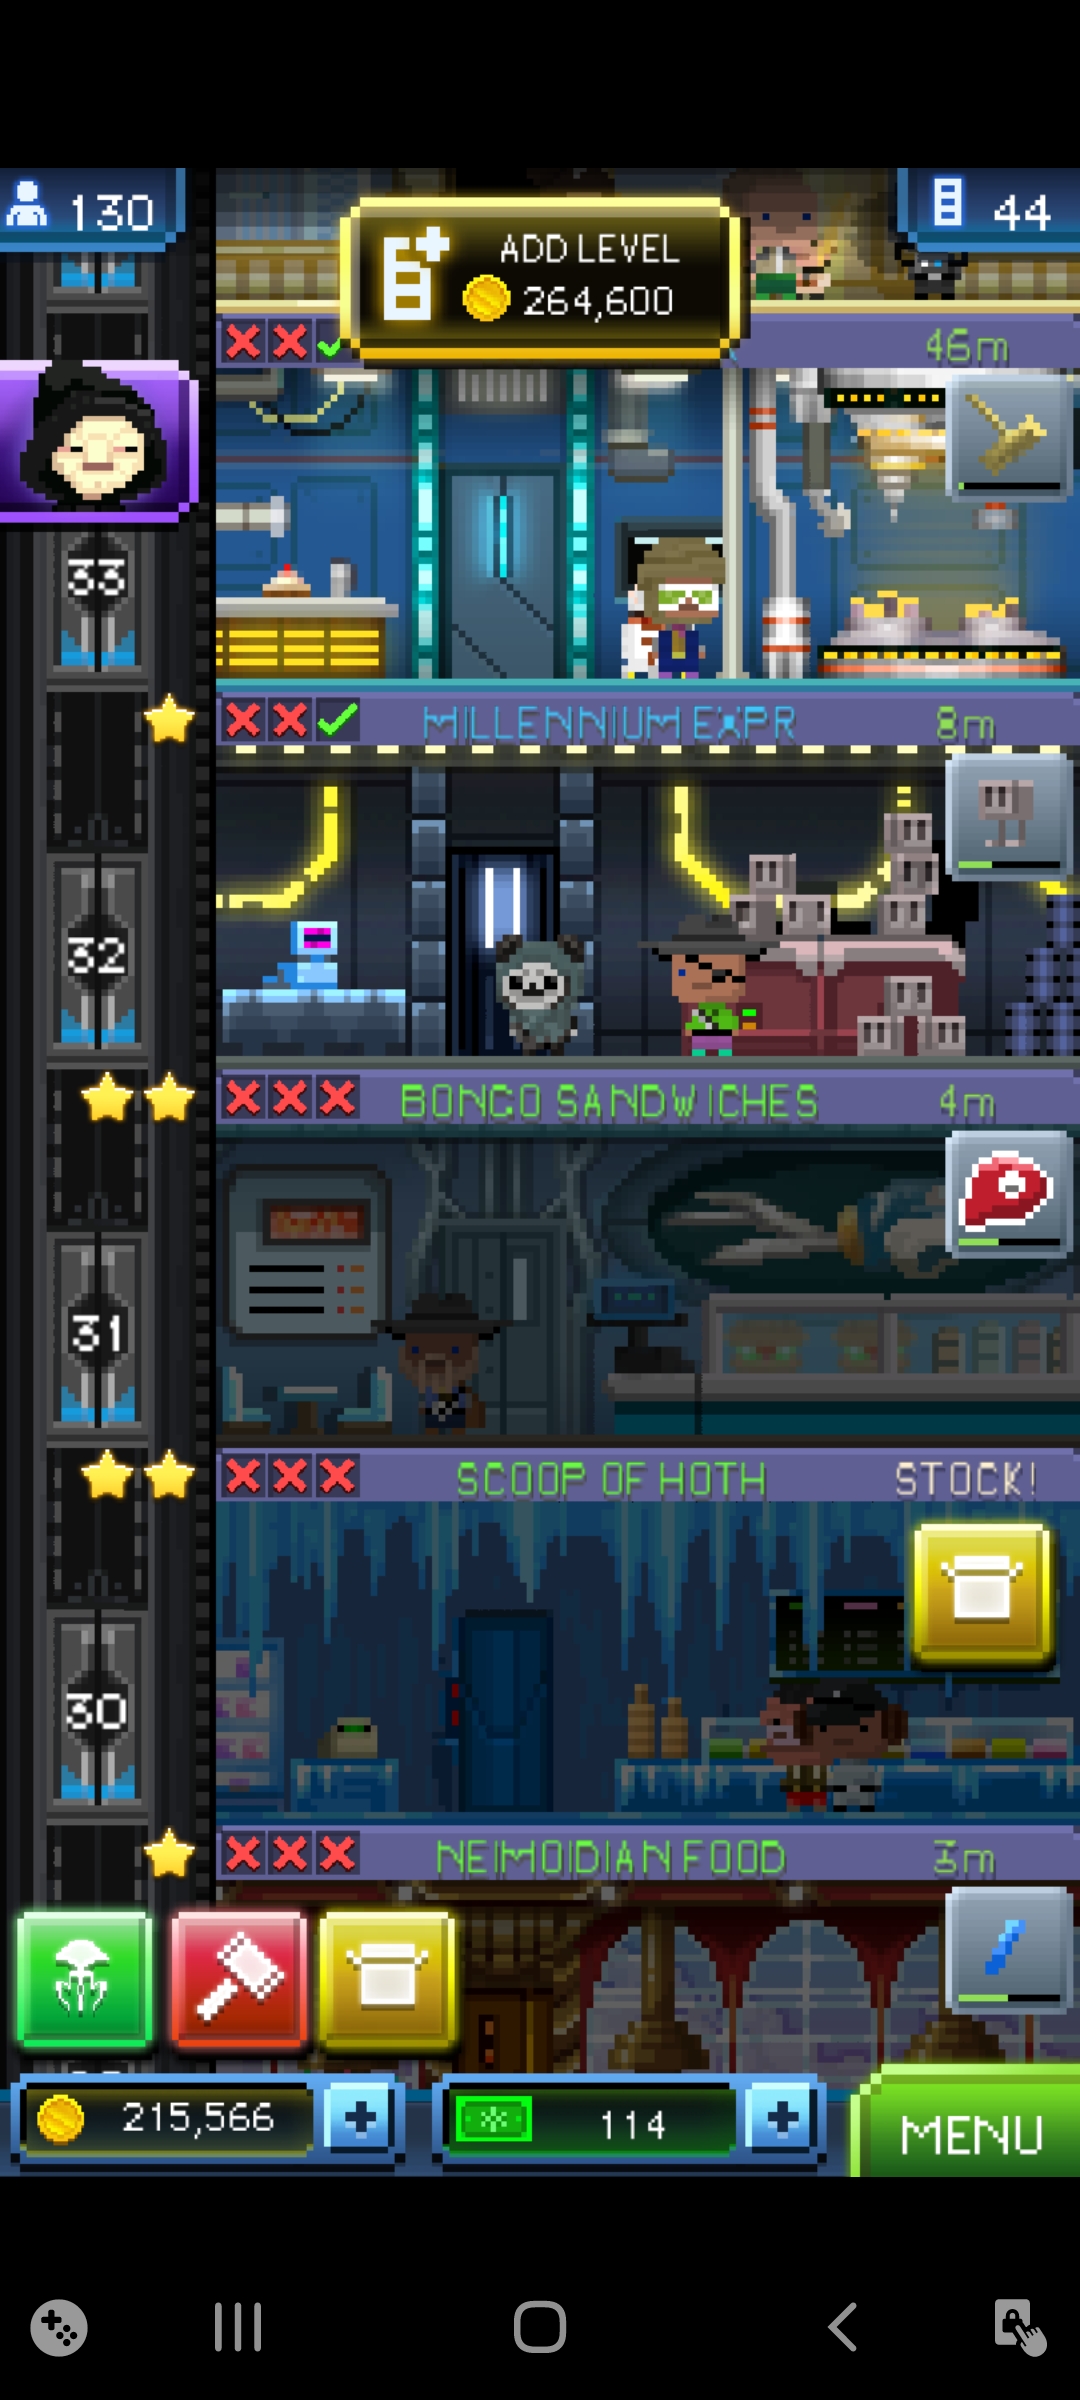 130
44
ADD LEVEL
264,600
46m
33
MILLENNIUM EXPR
8m
32
BONGO SANDWICHES
4m
31
SCOOP OF HOTH
STOCK!
30
NEIMOIDIAN FOOD
3m
215,566
114
MENU